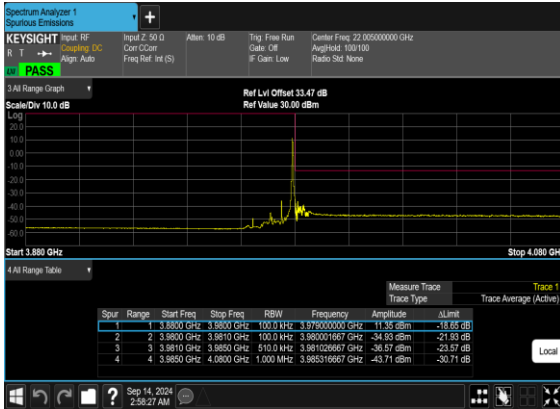 Spectrum Analyzer 1
Spurious Emissions
+
KEYSIGHT Input: RF Input Z: 50 Ω Atten: 10 dB Trig: Free Run Center Freq: 22.005000000 GHz
R T Coupling: DC Corr CCorr Gate: Off Avg|Hold: 100/100
Align: Auto Freq Ref: Int (S) IF Gain: Low Radio Std: None
PASS
3 All Range Graph
Ref Lvl Offset 33.47 dB
Scale/Div 10.0 dB Ref Value 30.00 dBm
Log
20.0
10.0
0.00
-10.0
-20.0
-30.0
-40.0
-50.0
-60.0
Start 3.880 GHz Stop 4.080 GHz
4 All Range Table
Measure Trace Trace 1
Trace Type Trace Average (Active)
Spur Range Start Freq Stop Freq RBW Frequency Amplitude ΔLimit
1 1 3.8800 GHz 3.9800 GHz 100.0 kHz 3.979000000 GHz 11.35 dBm -18.65 dB
2 2 3.9800 GHz 3.9810 GHz 100.0 kHz 3.980001667 GHz -34.93 dBm -21.93 dB
3 3 3.9810 GHz 3.9850 GHz 510.0 kHz 3.981026667 GHz -36.57 dBm -23.57 dB
4 4 3.9850 GHz 4.0800 GHz 1.000 MHz 3.985316667 GHz -43.71 dBm -30.71 dB
Local
?
Sep 14, 2024
2:58:27 AM